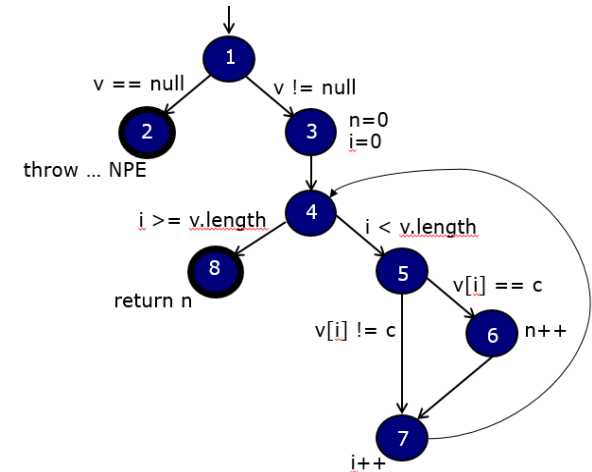 1
v == null
v != null
2
3
n=0
i=0
throw ... NPE
4
i >= v.length
i < v.length
8
5
v[i] == c
return n
v[i] != c
6
n++
7
i++